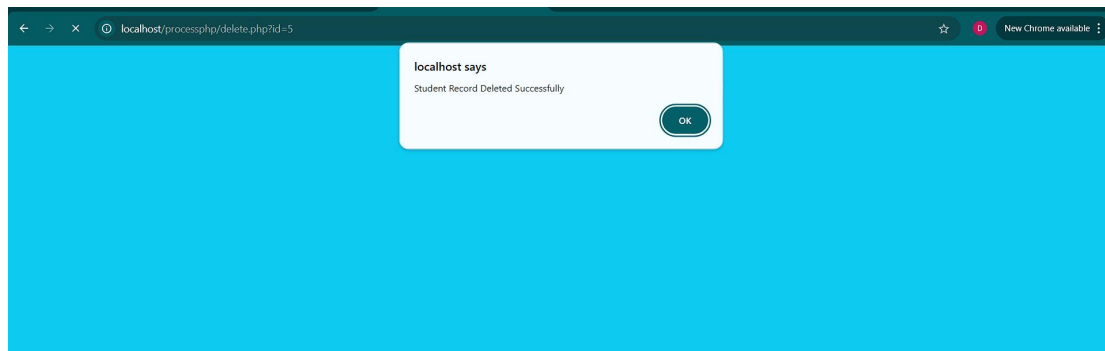 localhost/processphp/delete.php?id=5
D
New Chrome available
localhost says
Student Record Deleted Successfully
OK